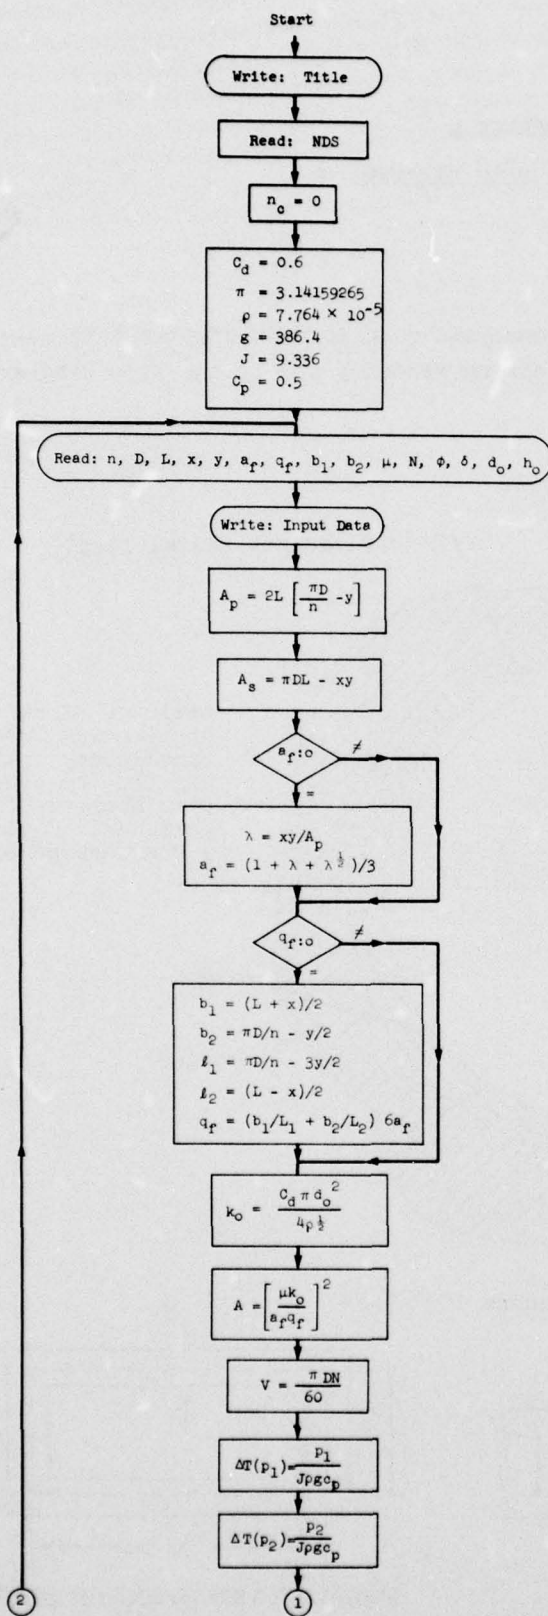 Start
Write: Title
Read: NDS
n_c = 0
C_d = 0.6
π = 3.14159265
ρ = 7.764 × 10^-5
g = 386.4
J = 9.336
C_p = 0.5
Read: n, D, L, x, y, a_f, q_f, b_1, b_2, μ, N, φ, δ, d_o, h_o
Write: Input Data
A_p = 2L [πD/n -y]
A_s = πDL - xy
a_f:o ≠
=
λ = xy/A_p
a_f = (1 + λ + λ^½)/3
q_f:o ≠
=
b_1 = (L + x)/2
b_2 = πD/n - y/2
ℓ_1 = πD/n - 3y/2
ℓ_2 = (L - x)/2
q_f = (b_1/L_1 + b_2/L_2) 6a_f
k_o = C_d π d_o^2 / 4ρ^½
A = [μk_o / a_f q_f]^2
V = πDN / 60
ΔT(p_1)= p_1 / Jρgc_p
ΔT(p_2)= p_2 / Jρgc_p
2 1